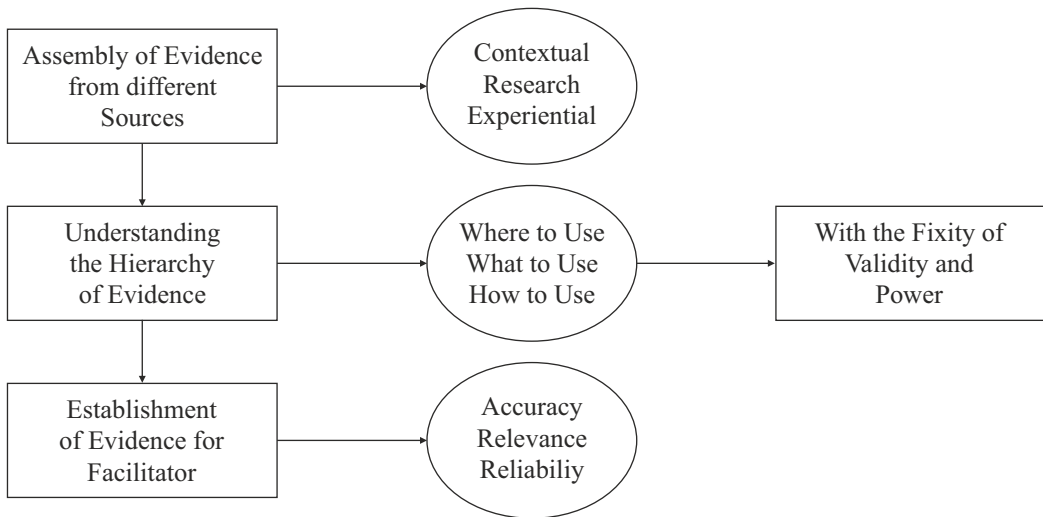 Assembly of Evidence
from different
Sources
Contextual
Research
Experiential
Understanding
the Hierarchy
of Evidence
Where to Use
What to Use
How to Use
With the Fixity of
Validity and
Power
Establishment
of Evidence for
Facilitator
Accuracy
Relevance
Reliabiliy